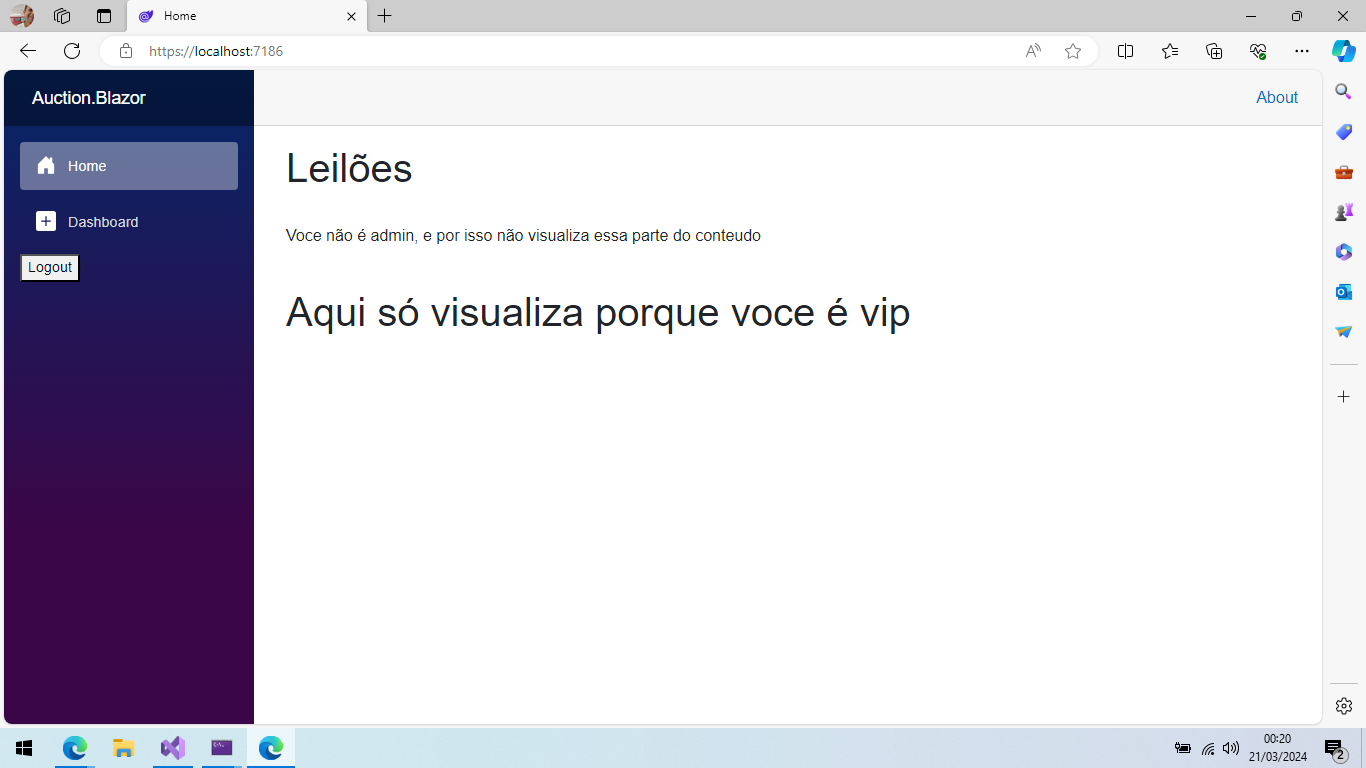 Home
https://localhost:7186
Auction.Blazor
About
Home
Dashboard
Logout
Leilões
Voce não é admin, e por isso não visualiza essa parte do conteudo
Aqui só visualiza porque voce é vip
00:20
21/03/2024
2